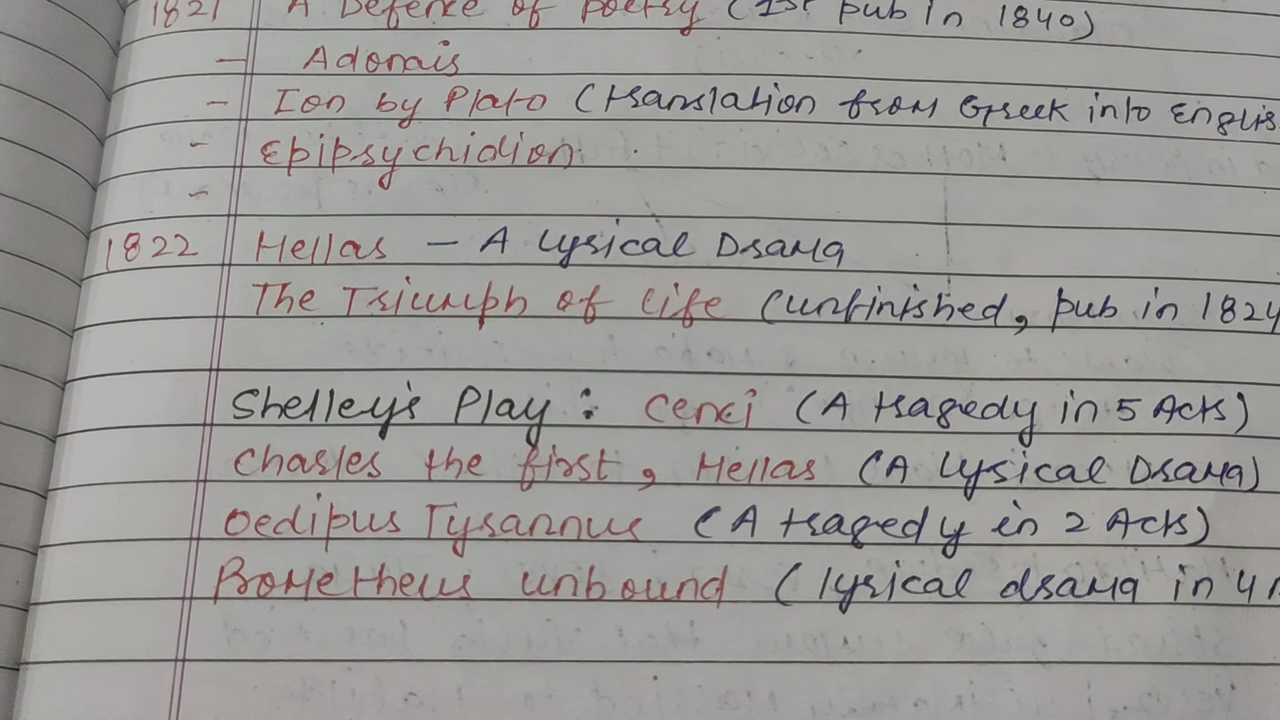 1821 A Defence of Poetry (1st pub in 1840)
— Adonais
- Ion by Plato (translation from Greek into Englis
- Epipsychidion
-
1822 Hellas — A Lyrical Drama
The Triumph of Life (unfinished, pub in 1824
Shelley's Play : Cenci (A tragedy in 5 Acts)
Charles the first, Hellas (A Lyrical Drama)
Oedipus Tyrannus (A tragedy in 2 Acts)
Prometheus unbound (lyrical drama in 4